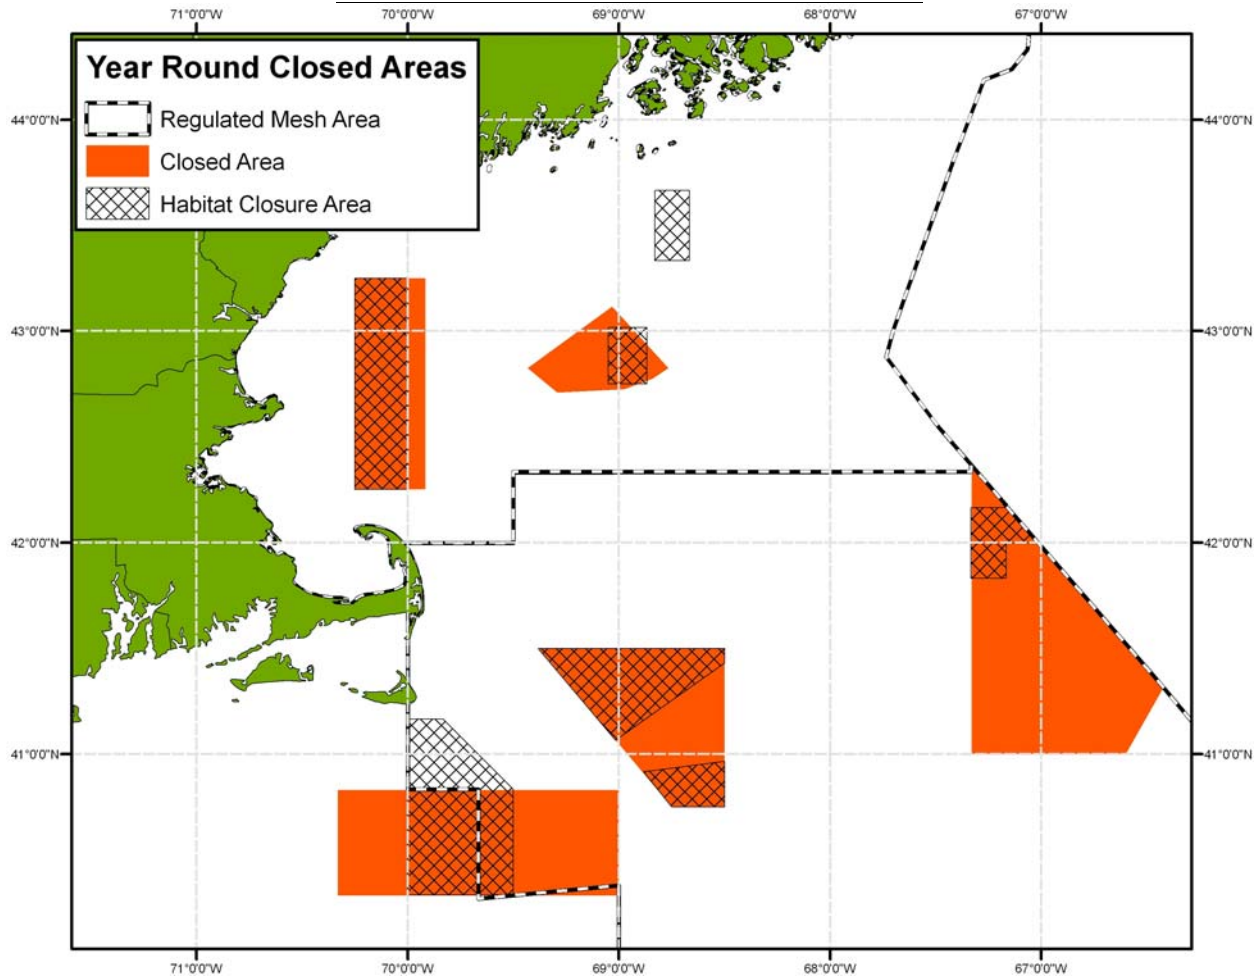 71°0'0"W 70°0'0"W 69°0'0"W 68°0'0"W 67°0'0"W
Year Round Closed Areas
Regulated Mesh Area
Closed Area
Habitat Closure Area
44°0'0"N 44°0'0"N
43°0'0"N 43°0'0"N
42°0'0"N 42°0'0"N
41°0'0"N 41°0'0"N
71°0'0"W 70°0'0"W 69°0'0"W 68°0'0"W 67°0'0"W